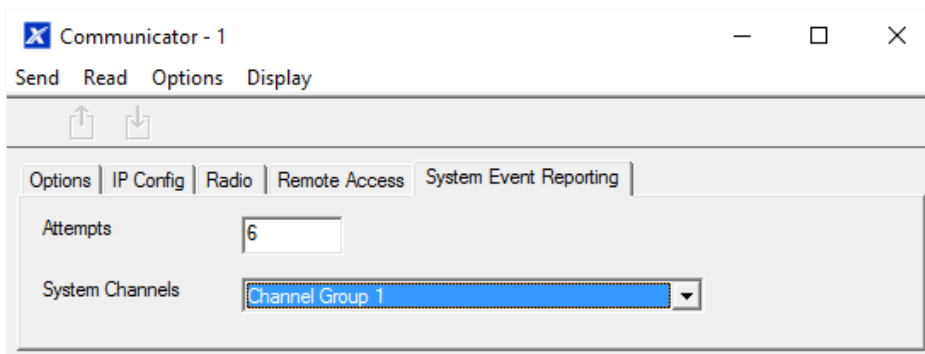 Communicator - 1
Send Read Options Display
Options IP Config Radio Remote Access System Event Reporting
Attempts 6
System Channels Channel Group 1